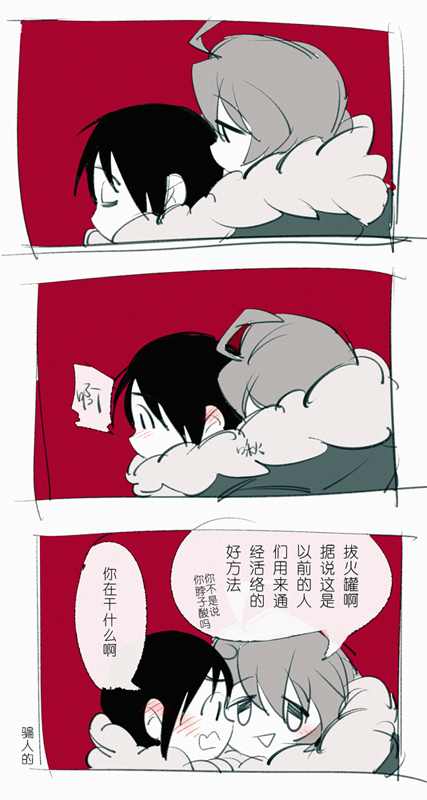 啊
啾
拔火罐啊
据说这是
以前的人
们用来通
经活络的
好方法
你不是说
你脖子酸吗
你在干什么啊
骗人的